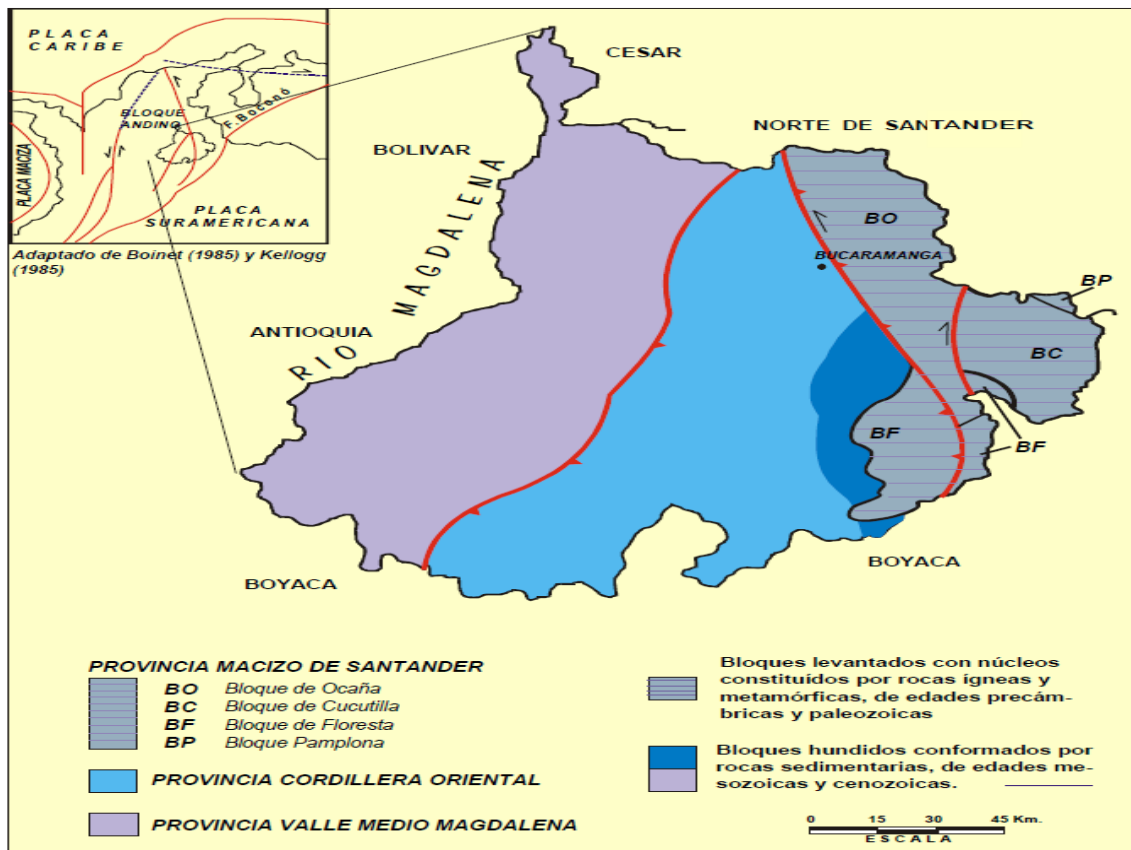 PLACA
CARIBE
BLOQUE
ANDINO
F. Boconó
PLACA MACIZA
PLACA
SURAMERICANA
Adaptado de Boinet (1985) y Kellogg
(1985)
CESAR
NORTE DE SANTANDER
BOLIVAR
RIO MAGDALENA
ANTIOQUIA
BO
BUCARAMANGA
BP
BC
BF
BF
BOYACA
BOYACA
PROVINCIA MACIZO DE SANTANDER
BO Bloque de Ocaña
BC Bloque de Cucutilla
BF Bloque de Floresta
BP Bloque Pamplona
PROVINCIA CORDILLERA ORIENTAL
PROVINCIA VALLE MEDIO MAGDALENA
Bloques levantados con núcleos
constituídos por rocas ígneas y
metamórficas, de edades precám-
bricas y paleozoicas
Bloques hundidos conformados por
rocas sedimentarias, de edades me-
sozoicas y cenozoicas.
0 15 30 45 Km.
ESCALA